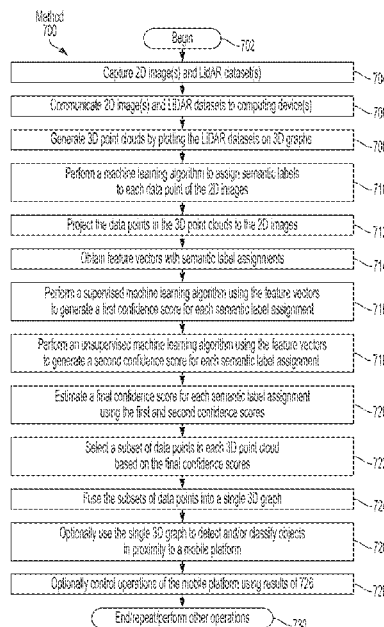 Method
700
Begin
702
Capture 2D image(s) and LiDAR dataset(s)
704
Communicate 2D image(s) and LiDAR datasets to computing device(s)
706
Generate 3D point clouds by plotting the LiDAR datasets on 3D graphs
708
Perform a machine learning algorithm to assign semantic labels
to each data point of the 2D images
710
Project the data points in the 3D point clouds to the 2D images
712
Obtain feature vectors with semantic label assignments
714
Perform a supervised machine learning algorithm using the feature vectors
to generate a first confidence score for each semantic label assignment
716
Perform an unsupervised machine learning algorithm using the feature vectors
to generate a second confidence score for each semantic label assignment
718
Estimate a final confidence score for each semantic label assignment
using the first and second confidence scores
720
Select a subset of data points in each 3D point cloud
based on the final confidence scores
722
Fuse the subsets of data points into a single 3D graph
724
Optionally use the single 3D graph to detect and/or classify objects
in proximity to a mobile platform
726
Optionally control operations of the mobile platform using results of 726
728
End/repeat/perform other operations
730